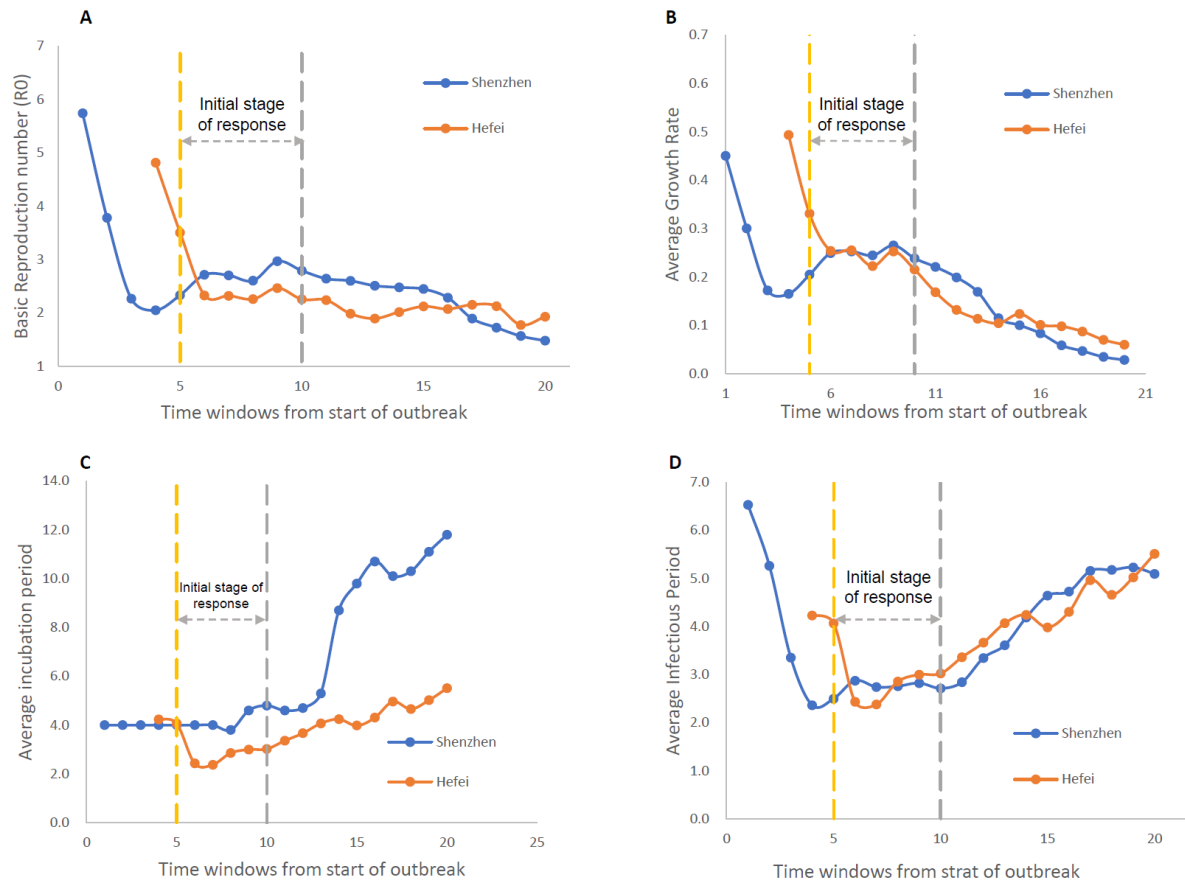 A
Basic Reproduction number (R0)
7
6
5
4
3
2
1
0
5
10
15
20
Time windows from start of outbreak
Initial stage
of response
Shenzhen
Hefei
B
Average Growth Rate
0.7
0.6
0.5
0.4
0.3
0.2
0.1
0.0
1
6
11
16
21
Time windows from start of outbreak
Initial stage
of response
Shenzhen
Hefei
C
Average incubation period
14.0
12.0
10.0
8.0
6.0
4.0
2.0
0.0
0
5
10
15
20
25
Time windows from start of outbreak
Initial stage of
response
Shenzhen
Hefei
D
Average Infectious Period
7.0
6.0
5.0
4.0
3.0
2.0
1.0
0.0
0
5
10
15
20
Time windows from strat of outbreak
Initial stage
of response
Shenzhen
Hefei